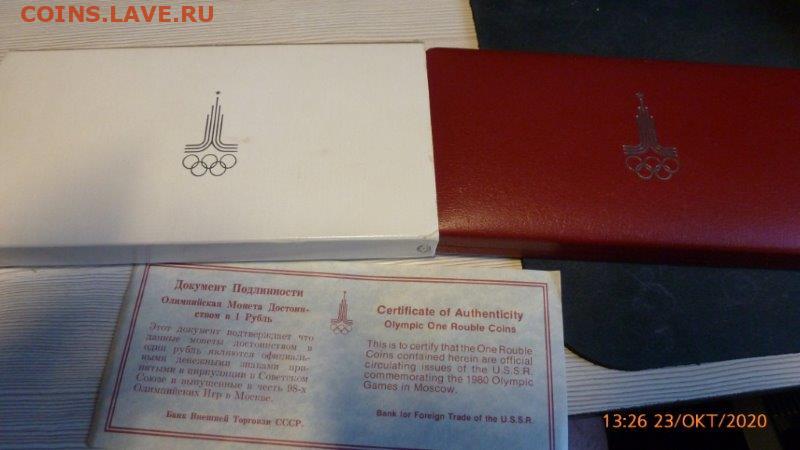 COINS.LAVE.РУ
Документ Подлинности
Олимпийская Монета Достоин-
ством в 1 Рубль
Этот документ подтверждает что
данные монеты достоинством в
один рубль являются официаль-
ными денежными знаками при-
нятыми в циркуляции в Советском
Союзе и выпущенные в честь 98-х
Олимпийских Игр в Москве.
Банк Внешней Торговли СССР.
Certificate of Authenticity
Olympic One Rouble Coins
This is to certify that the One Rouble
Coins contained herein are official
circulating issues of the U.S.S.R.
commemorating the 1980 Olympic
Games in Moscow.
Bank for Foreign Trade of the U.S.S.R.
13:26 23/ОКТ/2020